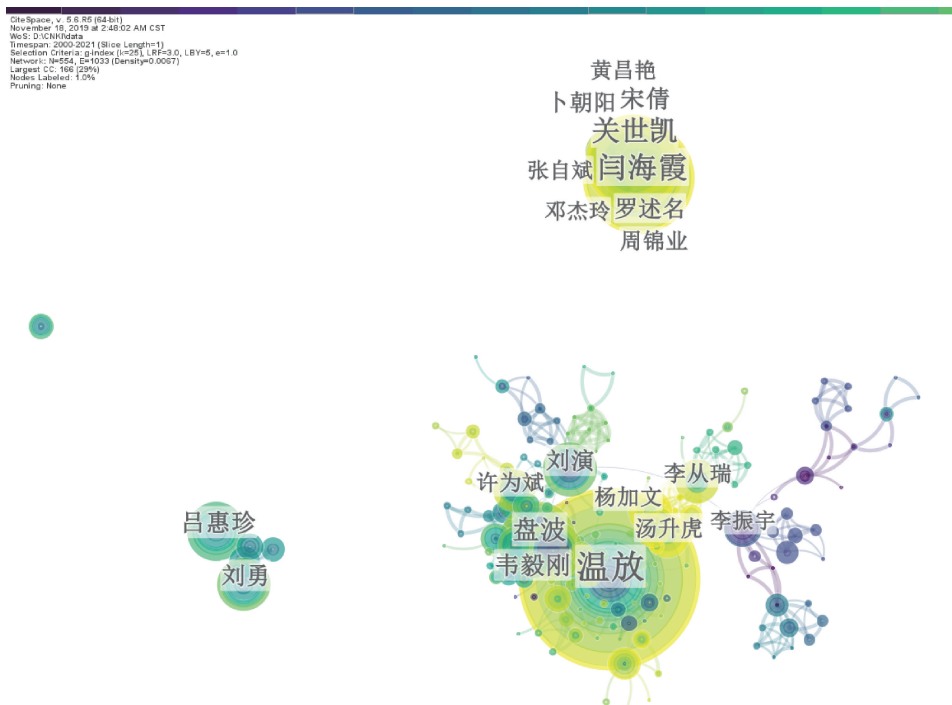 CiteSpace, v. 5.6.R5 (64-bit)
November 18, 2019 at 2:48:02 AM CST
WoS: D:\CNKI\data
Timespan: 2000-2021 (Slice Length=1)
Selection Criteria: g-index (k=25), LRF=3.0, LBY=5, e=1.0
Network: N=554, E=1033 (Density=0.0067)
Largest CC: 166 (29%)
Nodes Labeled: 1.0%
Pruning: None
黄昌艳
卜朝阳 宋倩
关世凯
张自斌 闫海霞
邓杰玲 罗述名
周锦业
刘演
李从瑞
许为斌
杨加文
吕惠珍
盘波
汤升虎
李振宇
韦毅刚
温放
刘勇